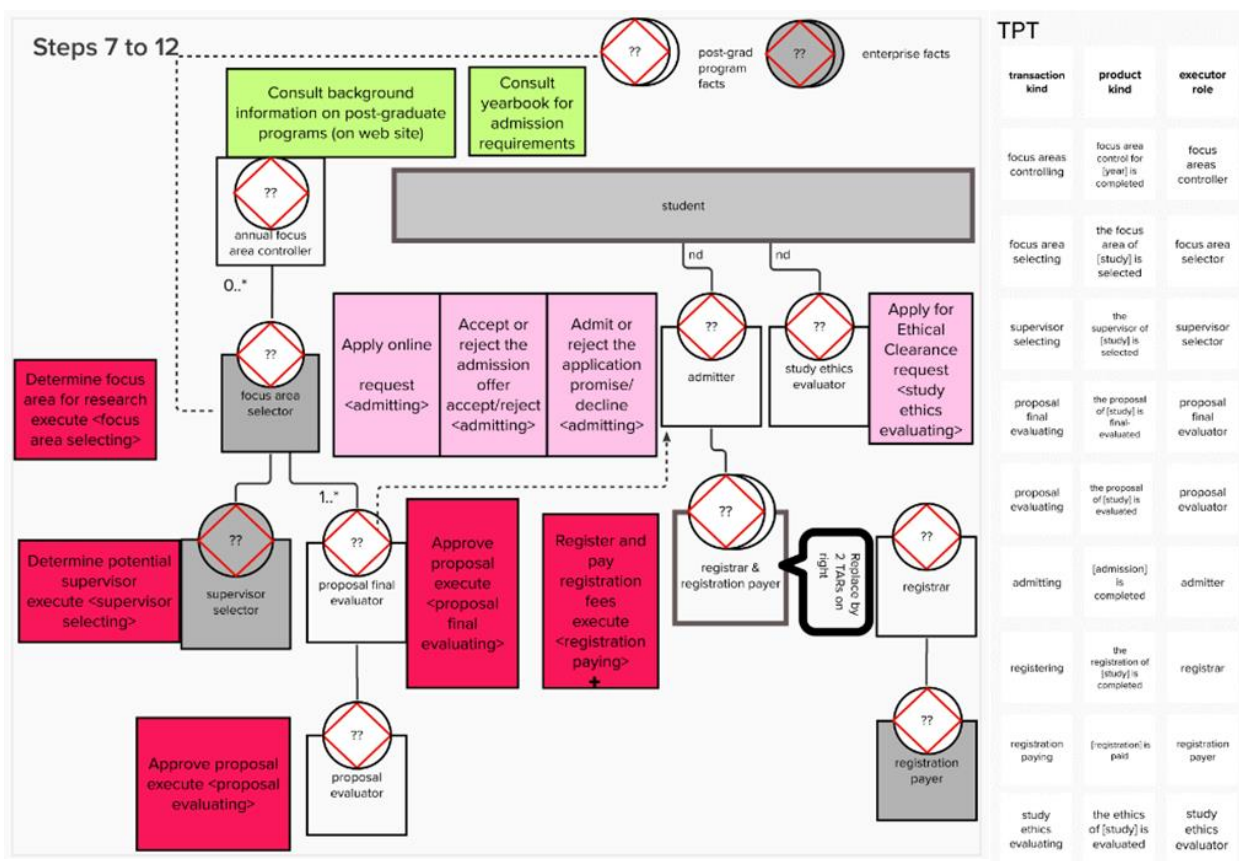 Steps 7 to 12
??
post-grad
program
facts
??
enterprise facts
Consult background
information on post-graduate
programs (on web site)
Consult
yearbook for
admission
requirements
??
annual focus
area controller
0..*
student
nd
nd
??
focus area
selector
Determine focus
area for research
execute <focus
area selecting>
Apply online
request
<admitting>
Accept or
reject the
admission
offer
accept/reject
<admitting>
Admit or
reject the
application
promise/
decline
<admitting>
??
admitter
??
study ethics
evaluator
Apply for
Ethical
Clearance
request
<study
ethics
evaluating>
1..*
Determine potential
supervisor
execute <supervisor
selecting>
??
supervisor
selector
??
proposal final
evaluator
Approve
proposal
execute
<proposal
final
evaluating>
Register and
pay
registration
fees
execute
<registration
paying>
+
??
registrar &
registration payer
Replace by
2 TARs on
right
??
registrar
Approve proposal
execute <proposal
evaluating>
??
proposal
evaluator
??
registration
payer
TPT
transaction
kind
product
kind
executor
role
focus areas
controlling
focus area
control for
[year] is
completed
focus
areas
controller
focus area
selecting
the focus
area of
[study] is
selected
focus area
selector
supervisor
selecting
the
supervisor of
[study] is
selected
supervisor
selector
proposal
final
evaluating
the proposal
of [study] is
final-
evaluated
proposal
final
evaluator
proposal
evaluating
the proposal
of [study] is
evaluated
proposal
evaluator
admitting
[admission]
is
completed
admitter
registering
the
registration of
[study] is
completed
registrar
registration
paying
[registration] is
paid
registration
payer
study
ethics
evaluating
the ethics
of [study] is
evaluated
study
ethics
evaluator